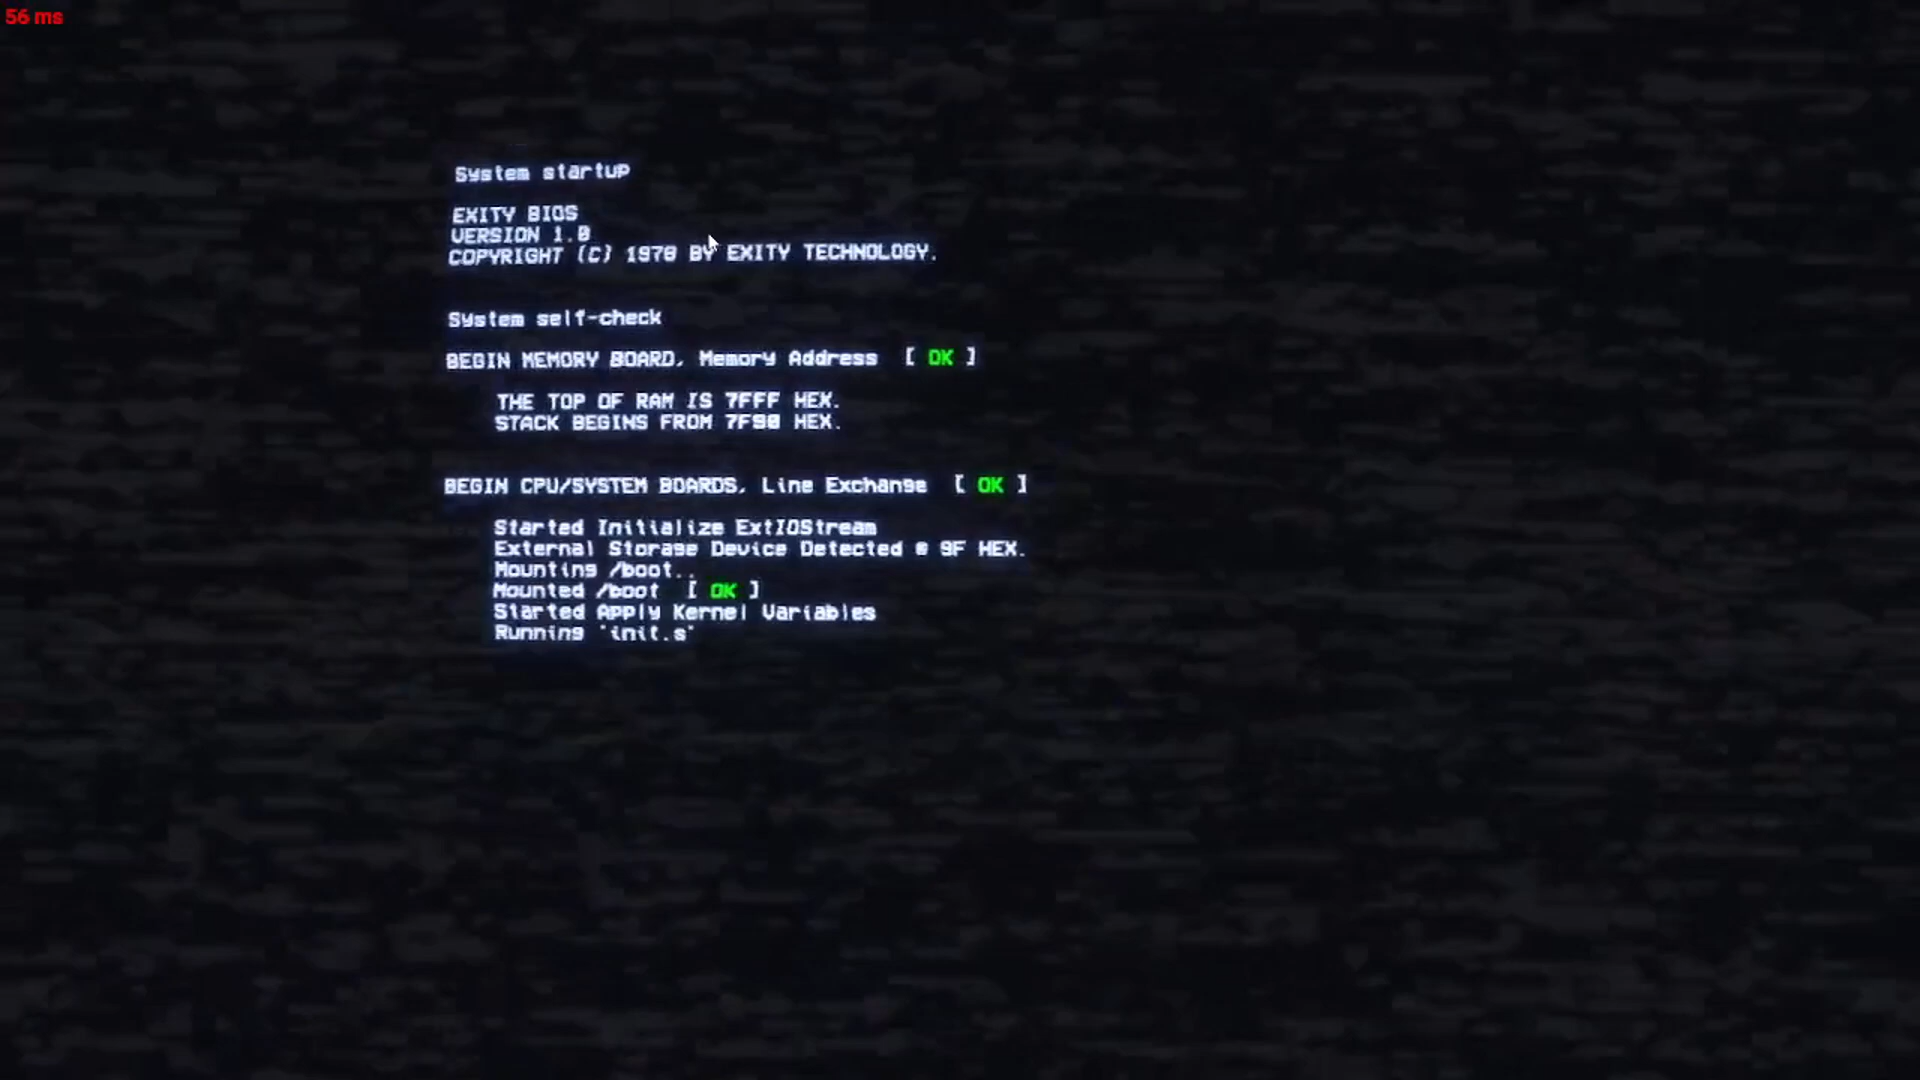 56 ms
System startup
EXITY BIOS
VERSION 1.0
COPYRIGHT (C) 1970 BY EXITY TECHNOLOGY.
System self-check
BEGIN MEMORY BOARD, Memory Address [ OK ]
THE TOP OF RAM IS 7FFF HEX.
STACK BEGINS FROM 7F90 HEX.
BEGIN CPU/SYSTEM BOARDS, Line Exchange [ OK ]
Started Initialize ExtIOStream
External Storage Device Detected @ 9F HEX.
Mounting /boot..
Mounted /boot [ OK ]
Started Apply Kernel Variables
Running `init.s`